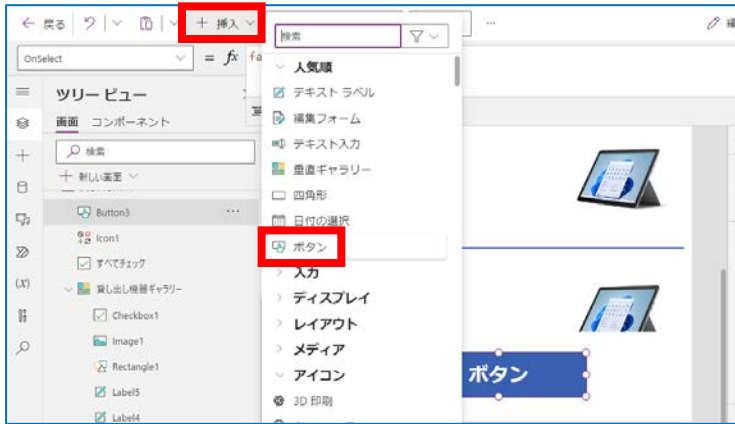 ← 戻る + 挿入 ...
OnSelect = fx fa
検索
ツリー ビュー
画面 コンポーネント
検索
+ 新しい画面
Button3 ...
Icon1
すべてチェック
貸し出し機器ギャラリー
Checkbox1
Image1
Rectangle1
Label5
Label4
人気順
テキスト ラベル
編集フォーム
テキスト入力
垂直ギャラリー
四角形
日付の選択
ボタン
入力
ディスプレイ
レイアウト
メディア
アイコン
3D 印刷
ボタン